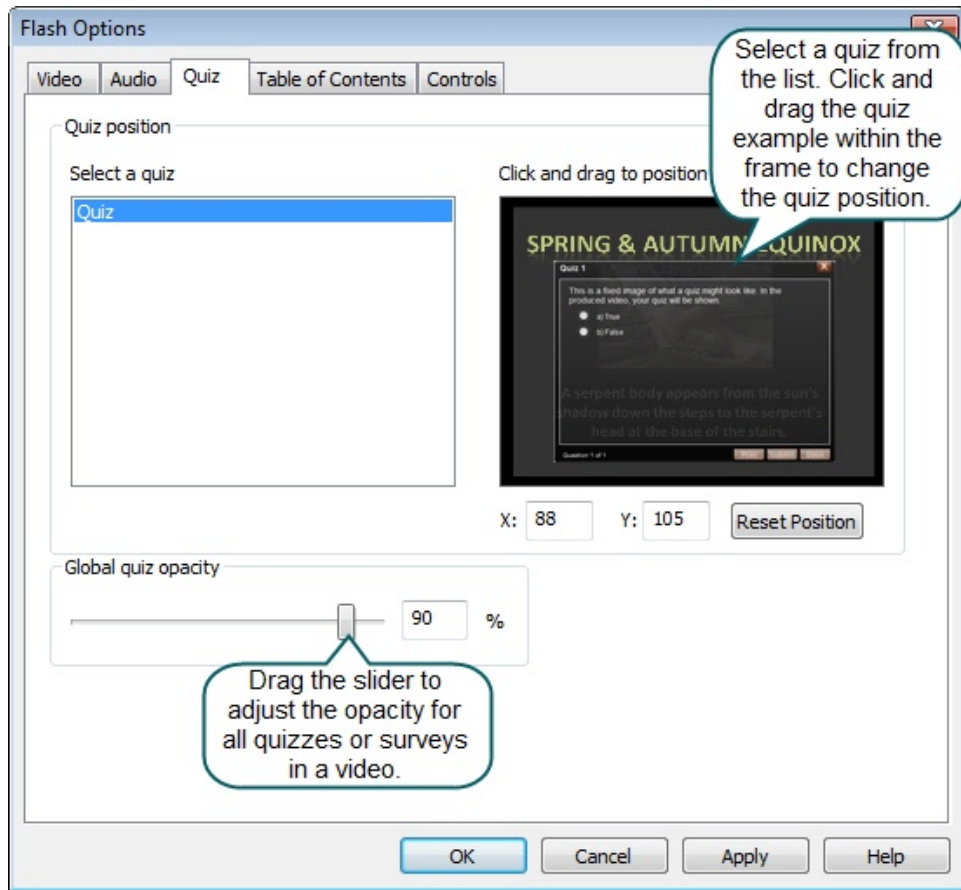 Flash Options
Select a quiz from
the list. Click and
drag the quiz
example within the
frame to change
the quiz position.
Video Audio Quiz Table of Contents Controls
Quiz position
Select a quiz
Click and drag to position
Quiz
SPRING & AUTUMN EQUINOX
Quiz 1
This is a fixed image of what a quiz might look like. In the
produced video, your quiz will be shown.
a) True
b) False
A serpent body appears from the sun's
shadow down the steps to the serpent's
head at the base of the stairs.
Question 1 of 1
Prev Submit
X: 88 Y: 105 Reset Position
Global quiz opacity
90 %
Drag the slider to
adjust the opacity for
all quizzes or surveys
in a video.
OK Cancel Apply Help